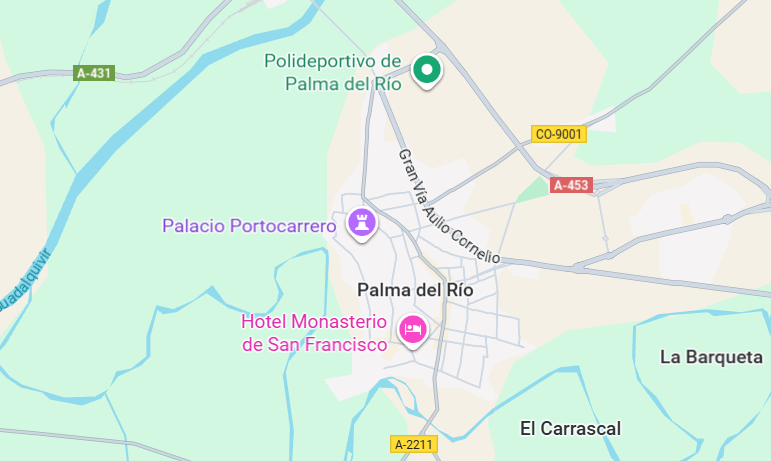 Polideportivo de
Palma del Río
A-431
CO-9001
Gran Vía Aulio Cornelio
A-453
Palacio Portocarrero
Guadalquivir
Palma del Río
Hotel Monasterio
de San Francisco
La Barqueta
El Carrascal
A-2211